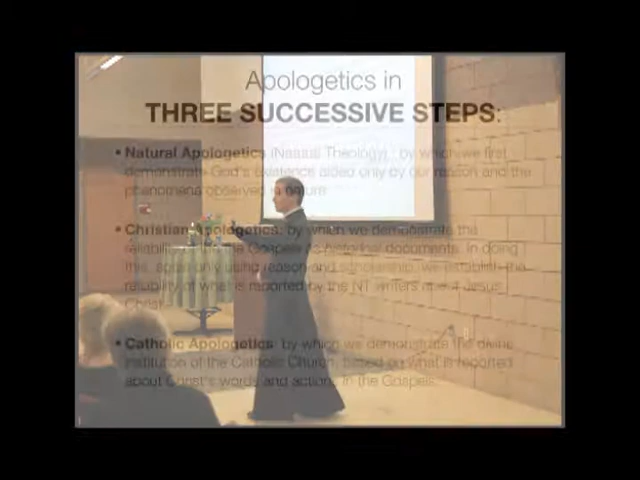 Apologetics in
THREE SUCCESSIVE STEPS:
• Natural Apologetics (Natural Theology): by which we first
demonstrate God's existence aided only by our reason and the
phenomena observed in nature
• Christian Apologetics: by which we demonstrate the
reliability of the Gospels as historical documents. In doing
this, again only using reason and scholarship, we establish the
reliability of what is reported by the NT writers about Jesus
Christ.
• Catholic Apologetics: by which we demonstrate the divine
institution of the Catholic Church, based on what is reported
about Christ's words and actions in the Gospels.